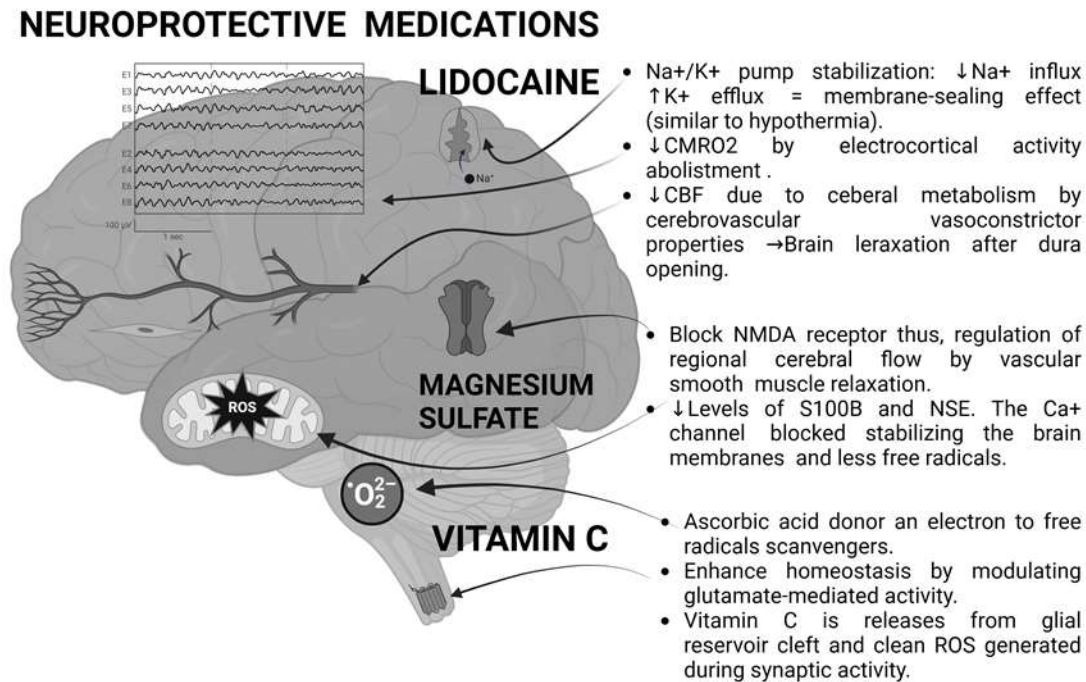 NEUROPROTECTIVE MEDICATIONS
E1
E3
E5
E7
E2
E4
E6
E8
100 µV
1 sec
LIDOCAINE
Na⁺
• Na+/K+ pump stabilization: ↓Na+ influx
↑K+ efflux = membrane-sealing effect
(similar to hypothermia).
• ↓CMRO2 by electrocortical activity
abolistment .
• ↓CBF due to ceberal metabolism by
cerebrovascular vasoconstrictor
properties →Brain leraxation after dura
opening.
MAGNESIUM
SULFATE
ROS
• Block NMDA receptor thus, regulation of
regional cerebral flow by vascular
smooth muscle relaxation.
• ↓Levels of S100B and NSE. The Ca+
channel blocked stabilizing the brain
membranes and less free radicals.
•O₂²⁻
VITAMIN C
• Ascorbic acid donor an electron to free
radicals scanvengers.
• Enhance homeostasis by modulating
glutamate-mediated activity.
• Vitamin C is releases from glial
reservoir cleft and clean ROS generated
during synaptic activity.